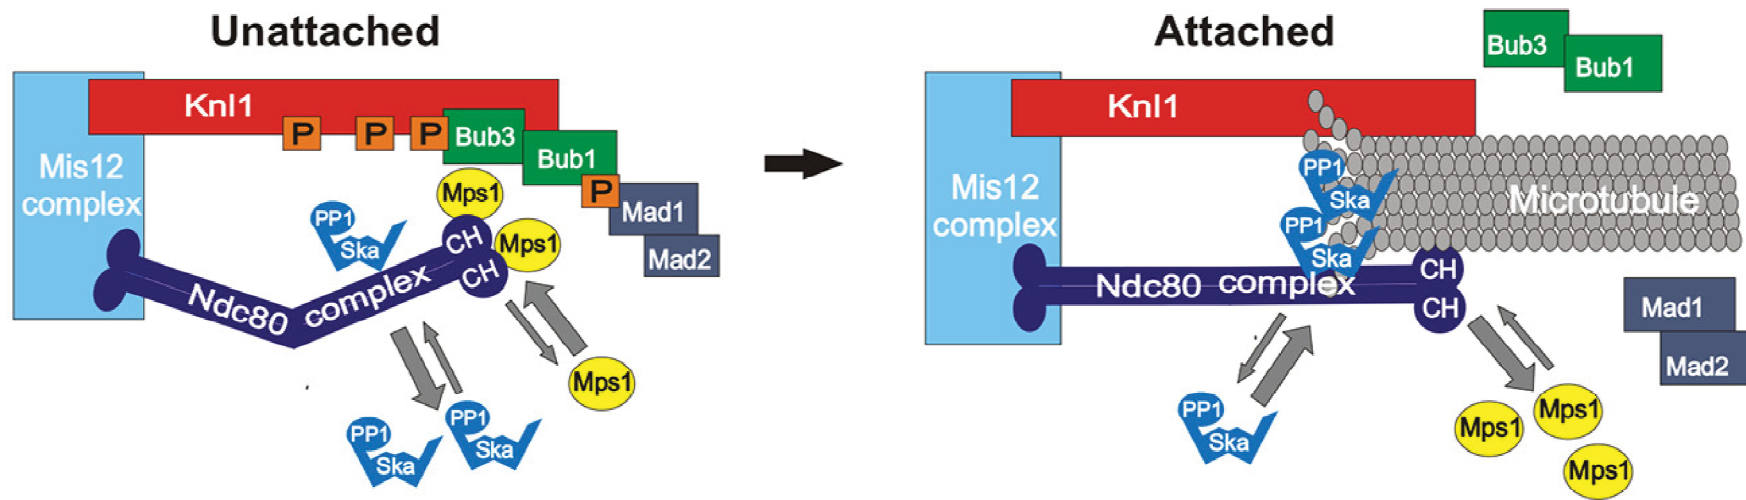 Unattached
Knl1
P
P
P
Bub3
Bub1
P
Mad1
Mad2
Mis12
complex
Mps1
Mps1
PP1
Ska
CH
CH
Ndc80 complex
Mps1
PP1
Ska
PP1
Ska
Attached
Bub3
Bub1
Knl1
Mis12
complex
PP1
Ska
PP1
Ska
Microtubule
Ndc80 complex
CH
CH
Mad1
Mad2
PP1
Ska
Mps1
Mps1
Mps1